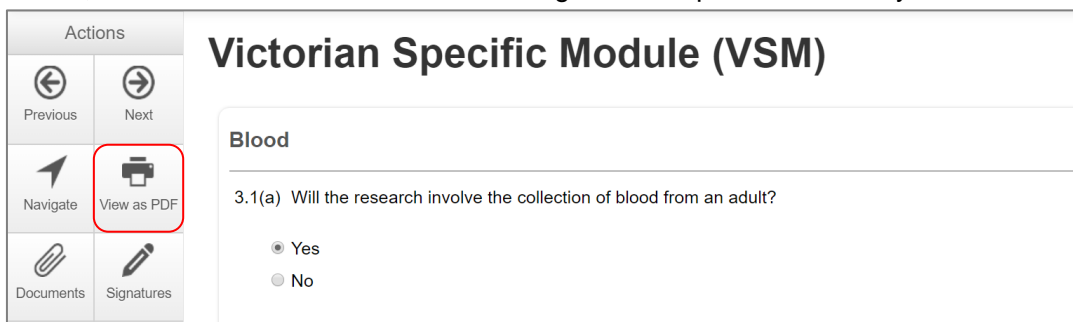 Actions
Previous
Next
Navigate
View as PDF
Documents
Signatures
Victorian Specific Module (VSM)
Blood
3.1(a) Will the research involve the collection of blood from an adult?
Yes
No